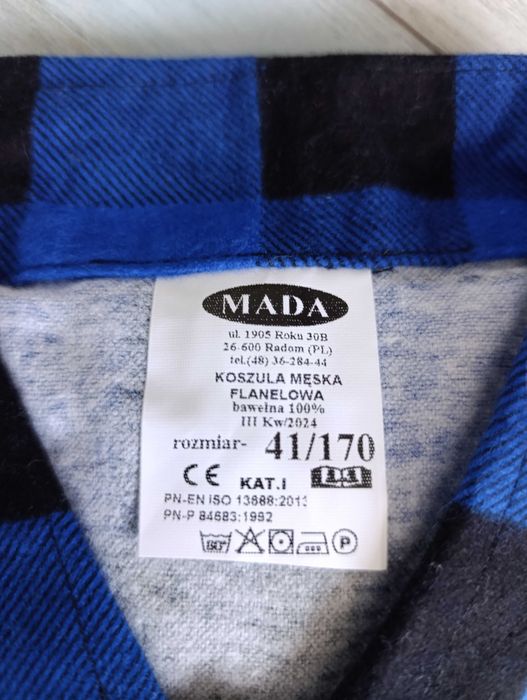 MADA
ul. 1905 Roku 30B
26-600 Radom (PL)
tel.(48) 36-284-44
KOSZULA MĘSKA
FLANELOWA
bawełna 100%
III Kw/2024
rozmiar- 41/170
CE KAT.I
PN-EN ISO 13688:2013
PN-P 84683:1992
P